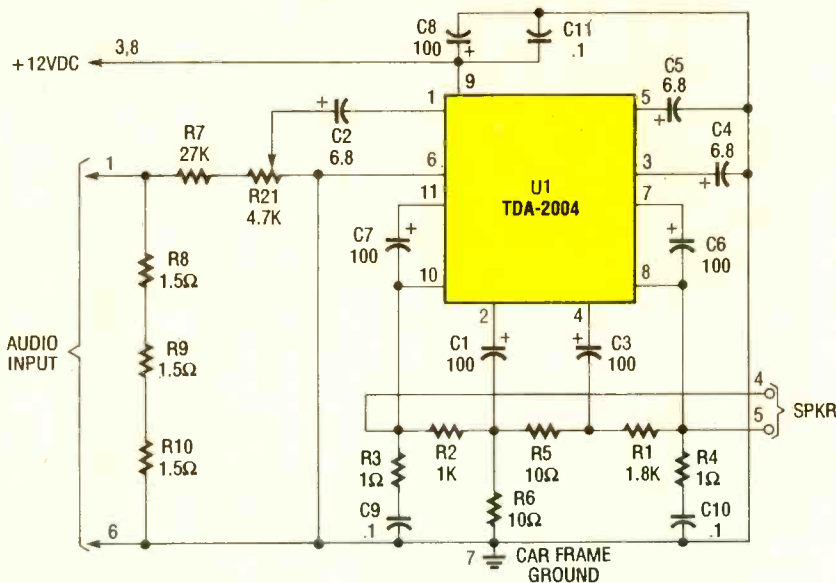 C8
100
+
C11
.1
+12VDC
3,8
9
1
5
C5
6.8
+
+
C2
6.8
C4
6.8
+
R7
27K
1
R21
4.7K
6
3
U1
TDA-2004
11
7
C7
100
+
+
C6
100
10
8
R8
1.5Ω
2
4
C1
100
+
+
C3
100
AUDIO
INPUT
R9
1.5Ω
4
5
SPKR
R10
1.5Ω
R3
1Ω
R2
1K
R5
10Ω
R1
1.8K
R4
1Ω
R6
10Ω
C9
.1
C10
.1
6
7
CAR FRAME
GROUND